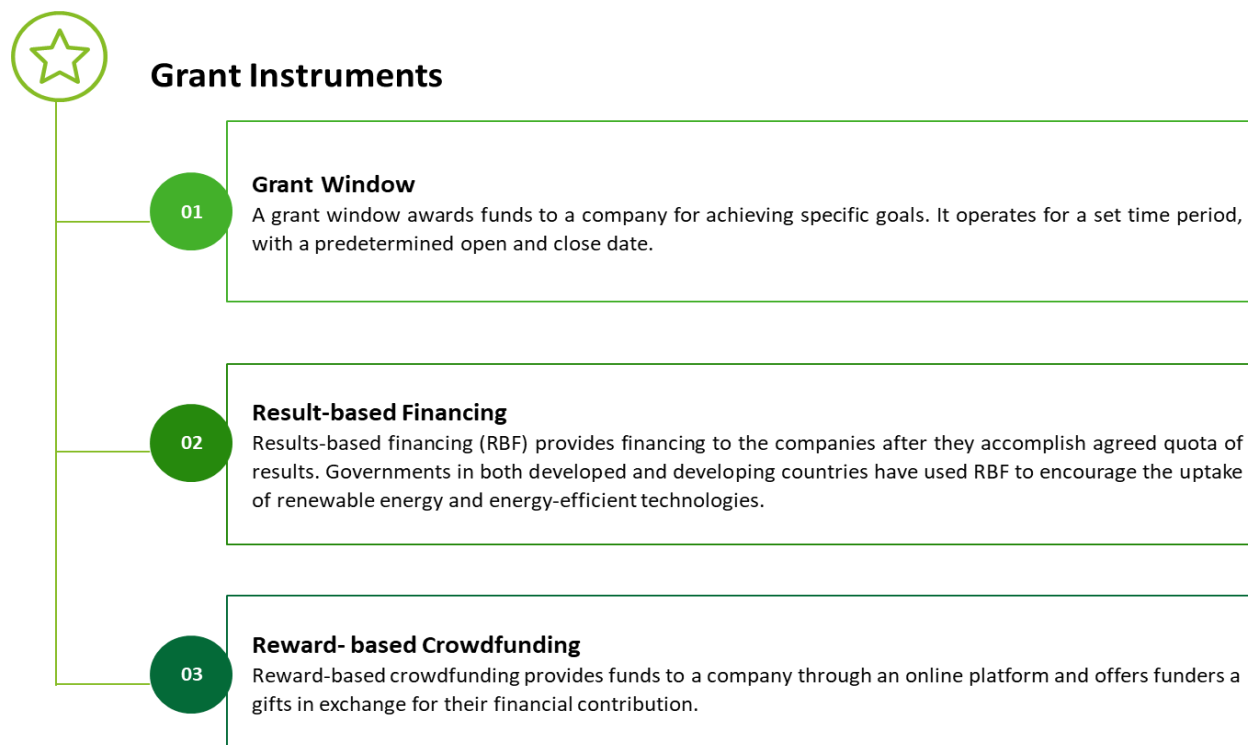 Grant Instruments
01
Grant Window
A grant window awards funds to a company for achieving specific goals. It operates for a set time period,
with a predetermined open and close date.
02
Result-based Financing
Results-based financing (RBF) provides financing to the companies after they accomplish agreed quota of
results. Governments in both developed and developing countries have used RBF to encourage the uptake
of renewable energy and energy-efficient technologies.
03
Reward- based Crowdfunding
Reward-based crowdfunding provides funds to a company through an online platform and offers funders a
gifts in exchange for their financial contribution.